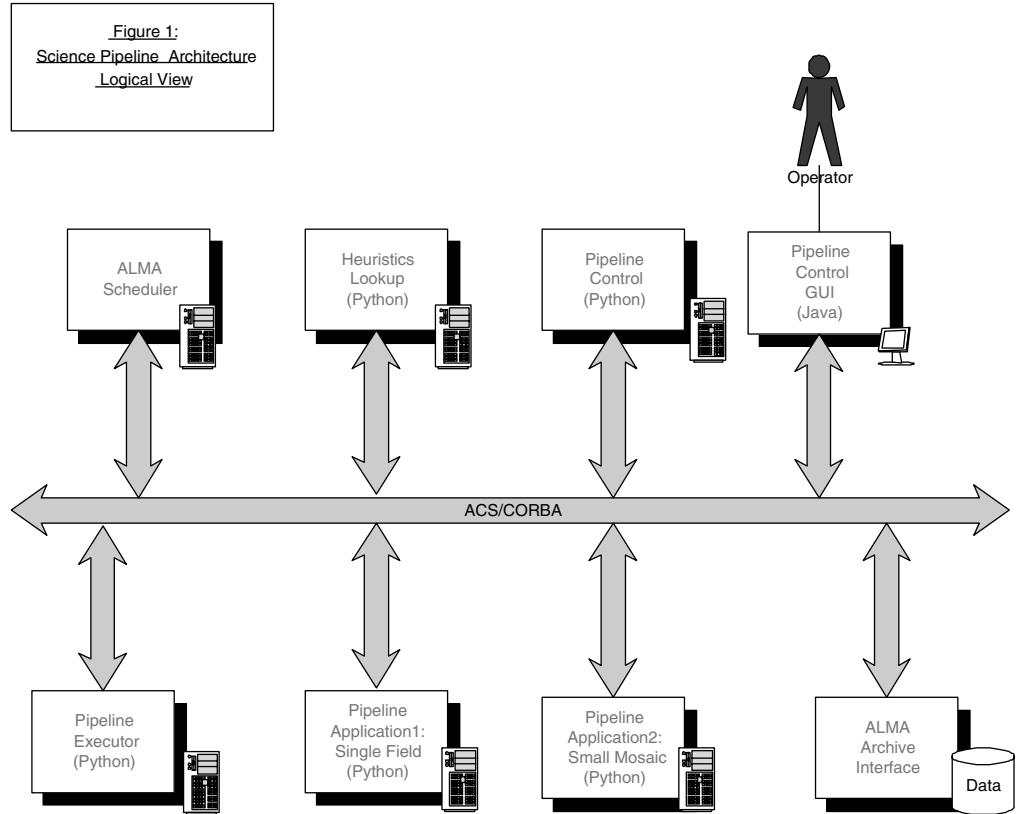 Figure 1:
Science Pipeline Architecture
Logical View
Operator
ALMA
Scheduler
Heuristics
Lookup
(Python)
Pipeline
Control
(Python)
Pipeline
Control
GUI
(Java)
ACS/CORBA
Pipeline
Executor
(Python)
Pipeline
Application1:
Single Field
(Python)
Pipeline
Application2:
Small Mosaic
(Python)
ALMA
Archive
Interface
Data